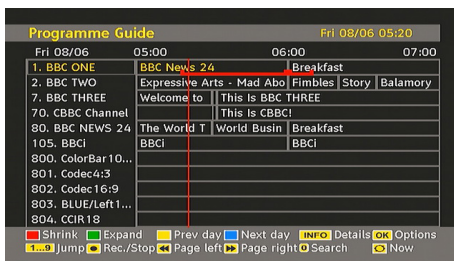 Programme Guide Fri 08/06 05:20
Fri 08/06 05:00 06:00 07:00
1. BBC ONE BBC News 24 Breakfast
2. BBC TWO Expressive Arts - Mad Abo Fimbles Story Balamory
7. BBC THREE Welcome to This Is BBC THREE
70. CBBC Channel This Is CBBC!
80. BBC NEWS 24 The World T World Busin Breakfast
105. BBCi BBCi BBCi
800. ColorBar10...
801. Codec4:3
802. Codec16:9
803. BLUE/Left1...
804. CCIR18
Shrink Expand Prev day Next day INFO Details OK Options
1...9 Jump Rec./Stop Page left Page right 0 Search Now